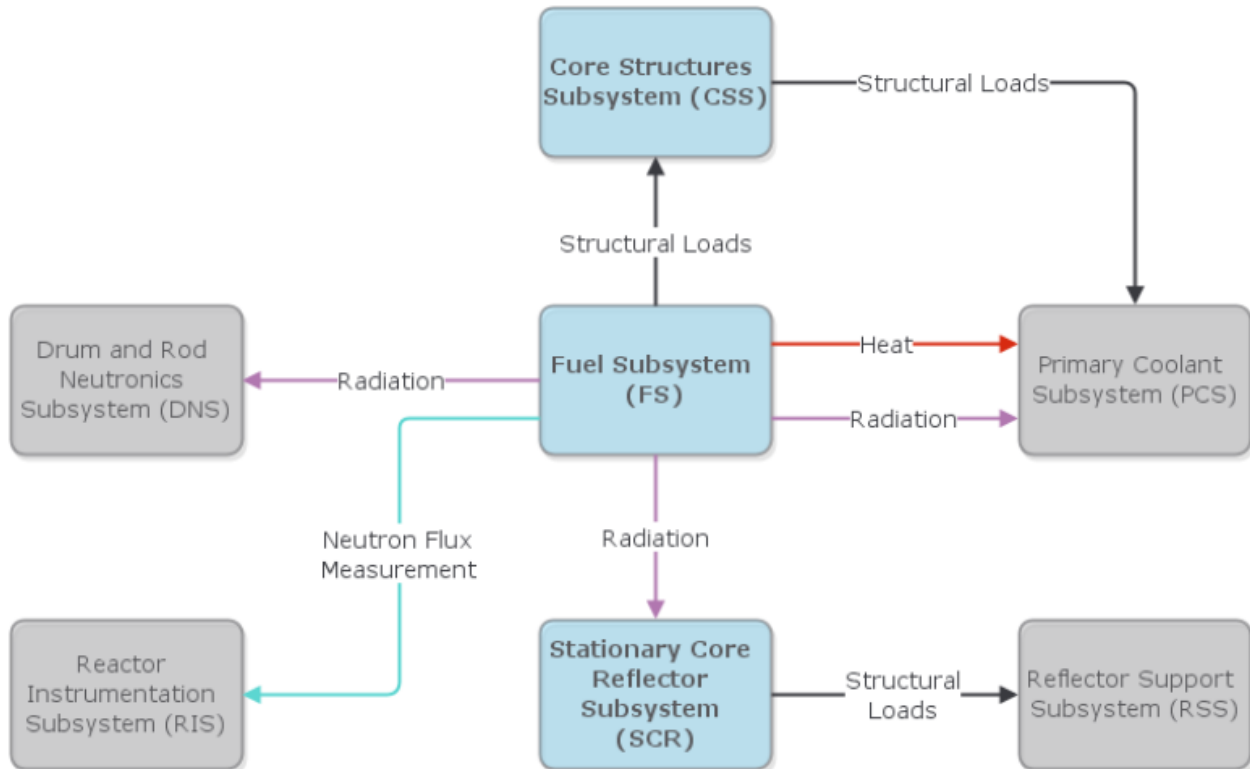 Core Structures
Subsystem (CSS)
Structural Loads
Structural Loads
Drum and Rod
Neutronics
Subsystem (DNS)
Radiation
Fuel Subsystem
(FS)
Heat
Radiation
Primary Coolant
Subsystem (PCS)
Neutron Flux
Measurement
Radiation
Reactor
Instrumentation
Subsystem (RIS)
Stationary Core
Reflector
Subsystem
(SCR)
Structural
Loads
Reflector Support
Subsystem (RSS)